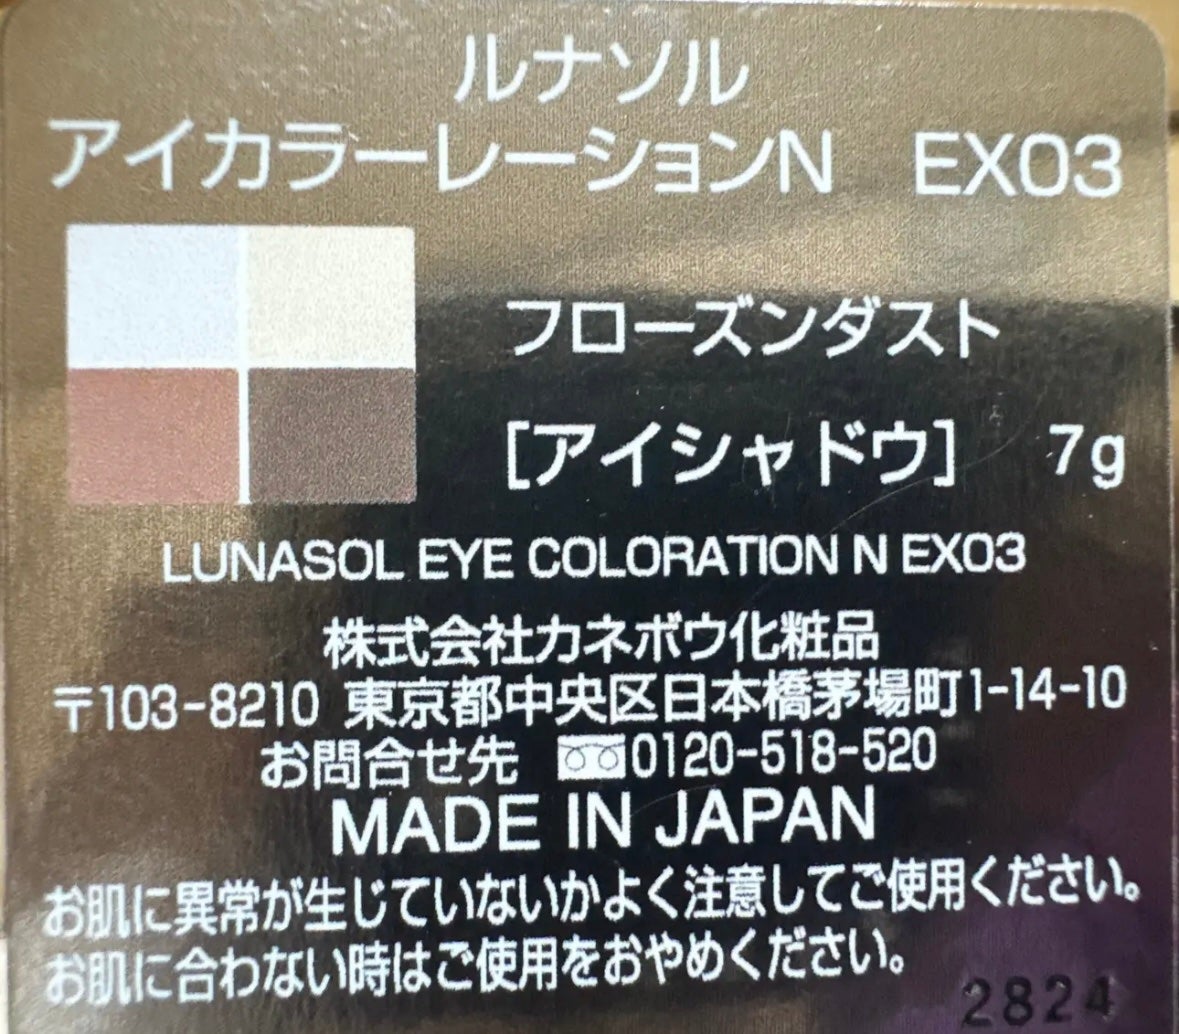 ルナソル
アイカラーレーションN EX03
フローズンダスト
[アイシャドウ] 7g
LUNASOL EYE COLORATION N EX03
株式会社カネボウ化粧品
〒103-8210 東京都中央区日本橋茅場町1-14-10
お問合せ先 0120-518-520
MADE IN JAPAN
お肌に異常が生じていないかよく注意してご使用ください。
お肌に合わない時はご使用をおやめください。
2824